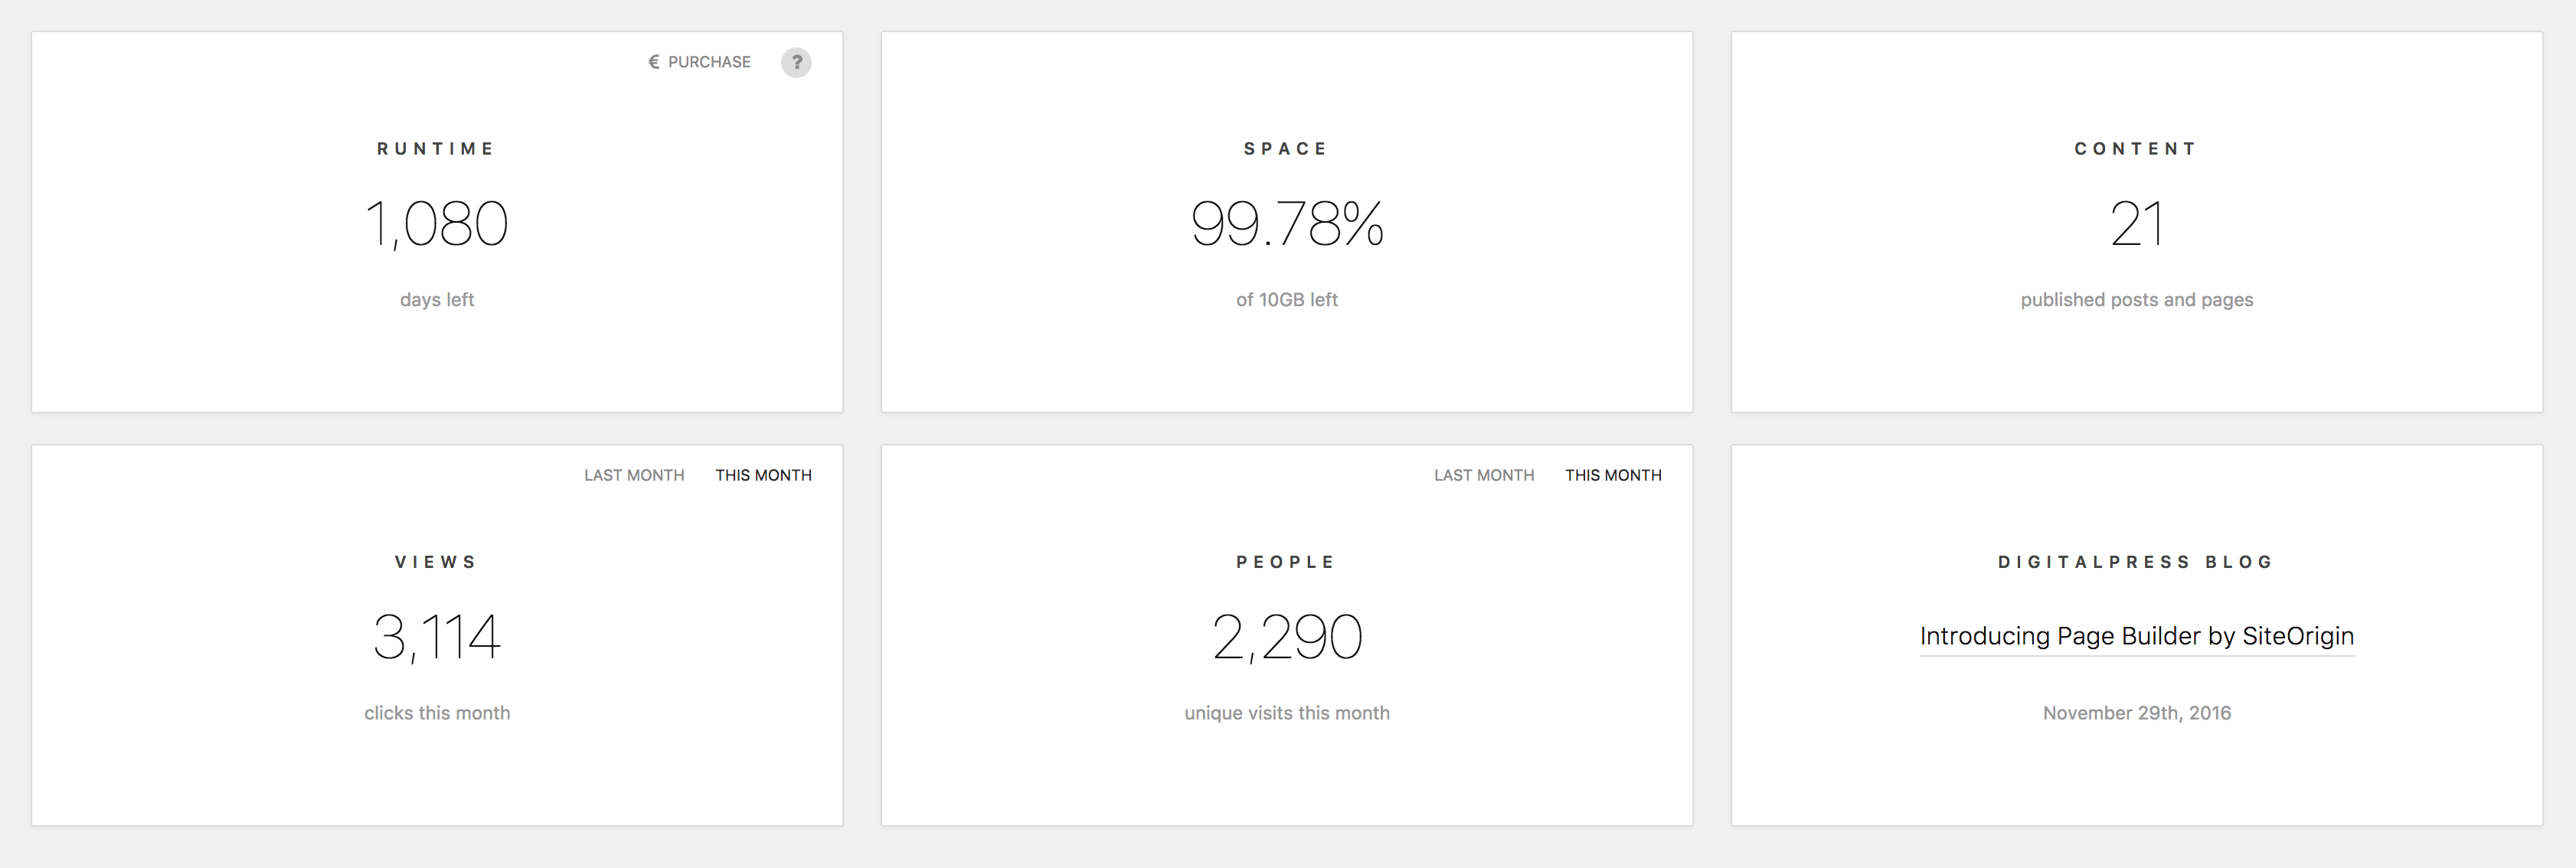 € PURCHASE ?
RUNTIME
1,080
days left
SPACE
99.78%
of 10GB left
CONTENT
21
published posts and pages
LAST MONTH THIS MONTH
VIEWS
3,114
clicks this month
LAST MONTH THIS MONTH
PEOPLE
2,290
unique visits this month
DIGITALPRESS BLOG
Introducing Page Builder by SiteOrigin
November 29th, 2016